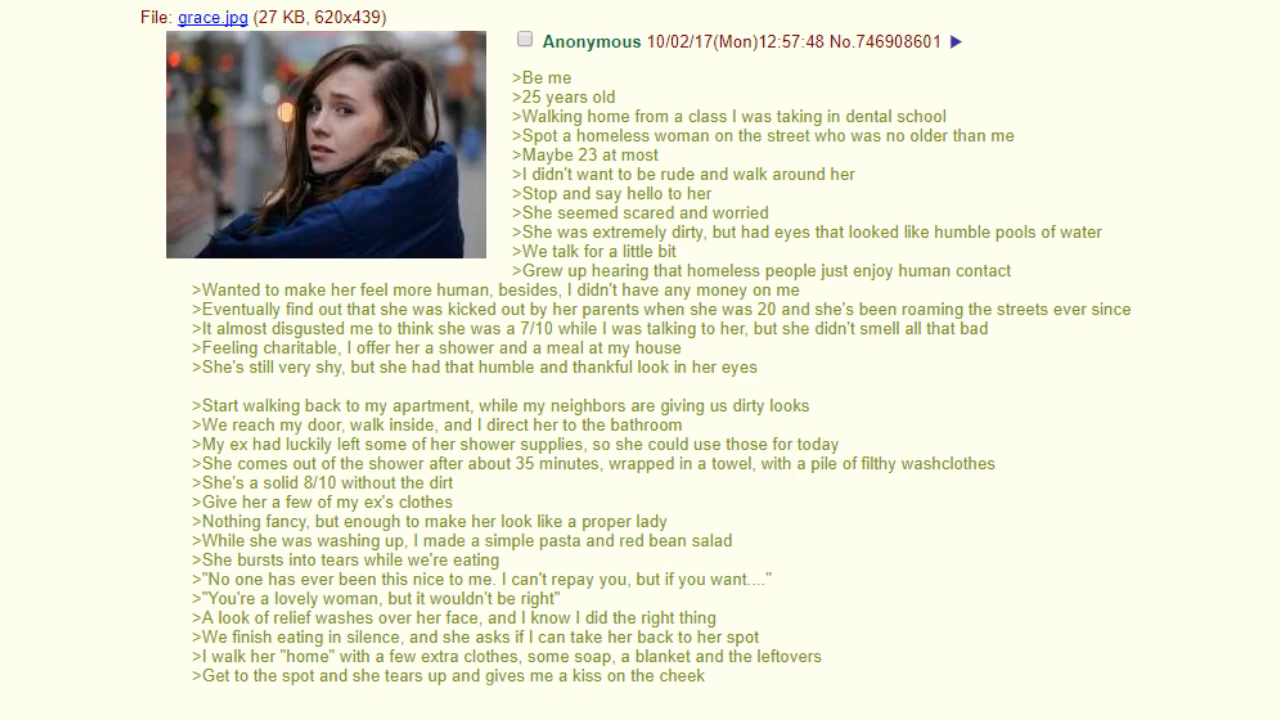 File: grace.jpg (27 KB, 620x439)
Anonymous 10/02/17(Mon)12:57:48 No.746908601 ▶
>Be me
>25 years old
>Walking home from a class I was taking in dental school
>Spot a homeless woman on the street who was no older than me
>Maybe 23 at most
>I didn't want to be rude and walk around her
>Stop and say hello to her
>She seemed scared and worried
>She was extremely dirty, but had eyes that looked like humble pools of water
>We talk for a little bit
>Grew up hearing that homeless people just enjoy human contact
>Wanted to make her feel more human, besides, I didn't have any money on me
>Eventually find out that she was kicked out by her parents when she was 20 and she's been roaming the streets ever since
>It almost disgusted me to think she was a 7/10 while I was talking to her, but she didn't smell all that bad
>Feeling charitable, I offer her a shower and a meal at my house
>She's still very shy, but she had that humble and thankful look in her eyes
>Start walking back to my apartment, while my neighbors are giving us dirty looks
>We reach my door, walk inside, and I direct her to the bathroom
>My ex had luckily left some of her shower supplies, so she could use those for today
>She comes out of the shower after about 35 minutes, wrapped in a towel, with a pile of filthy washclothes
>She's a solid 8/10 without the dirt
>Give her a few of my ex's clothes
>Nothing fancy, but enough to make her look like a proper lady
>While she was washing up, I made a simple pasta and red bean salad
>She bursts into tears while we're eating
>"No one has ever been this nice to me. I can't repay you, but if you want...."
>"You're a lovely woman, but it wouldn't be right"
>A look of relief washes over her face, and I know I did the right thing
>We finish eating in silence, and she asks if I can take her back to her spot
>I walk her "home" with a few extra clothes, some soap, a blanket and the leftovers
>Get to the spot and she tears up and gives me a kiss on the cheek